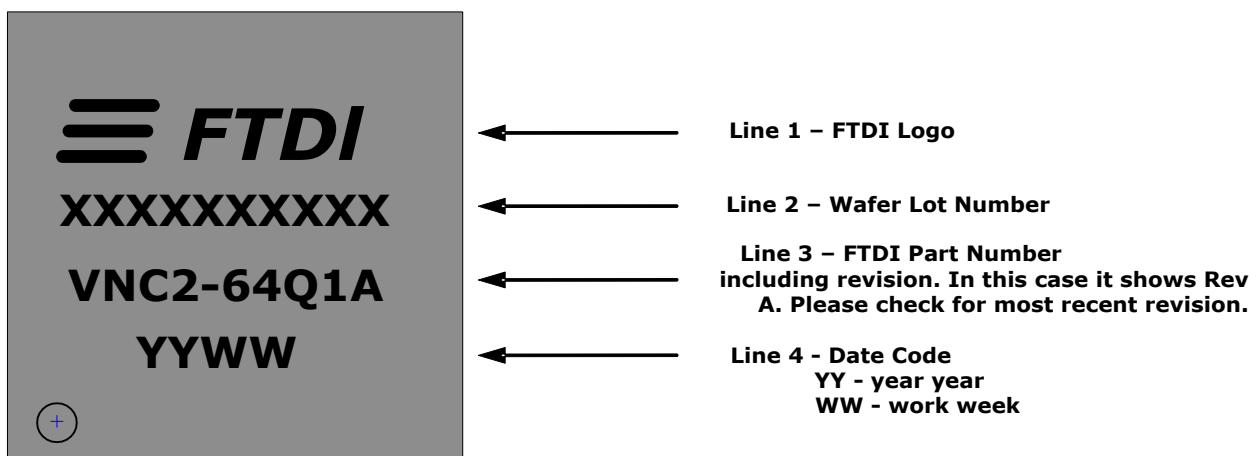 FTDI
XXXXXXXXXX
VNC2-64Q1A
YYWW
Line 1 – FTDI Logo
Line 2 – Wafer Lot Number
Line 3 – FTDI Part Number
including revision. In this case it shows Rev
A. Please check for most recent revision.
Line 4 - Date Code
YY - year year
WW - work week